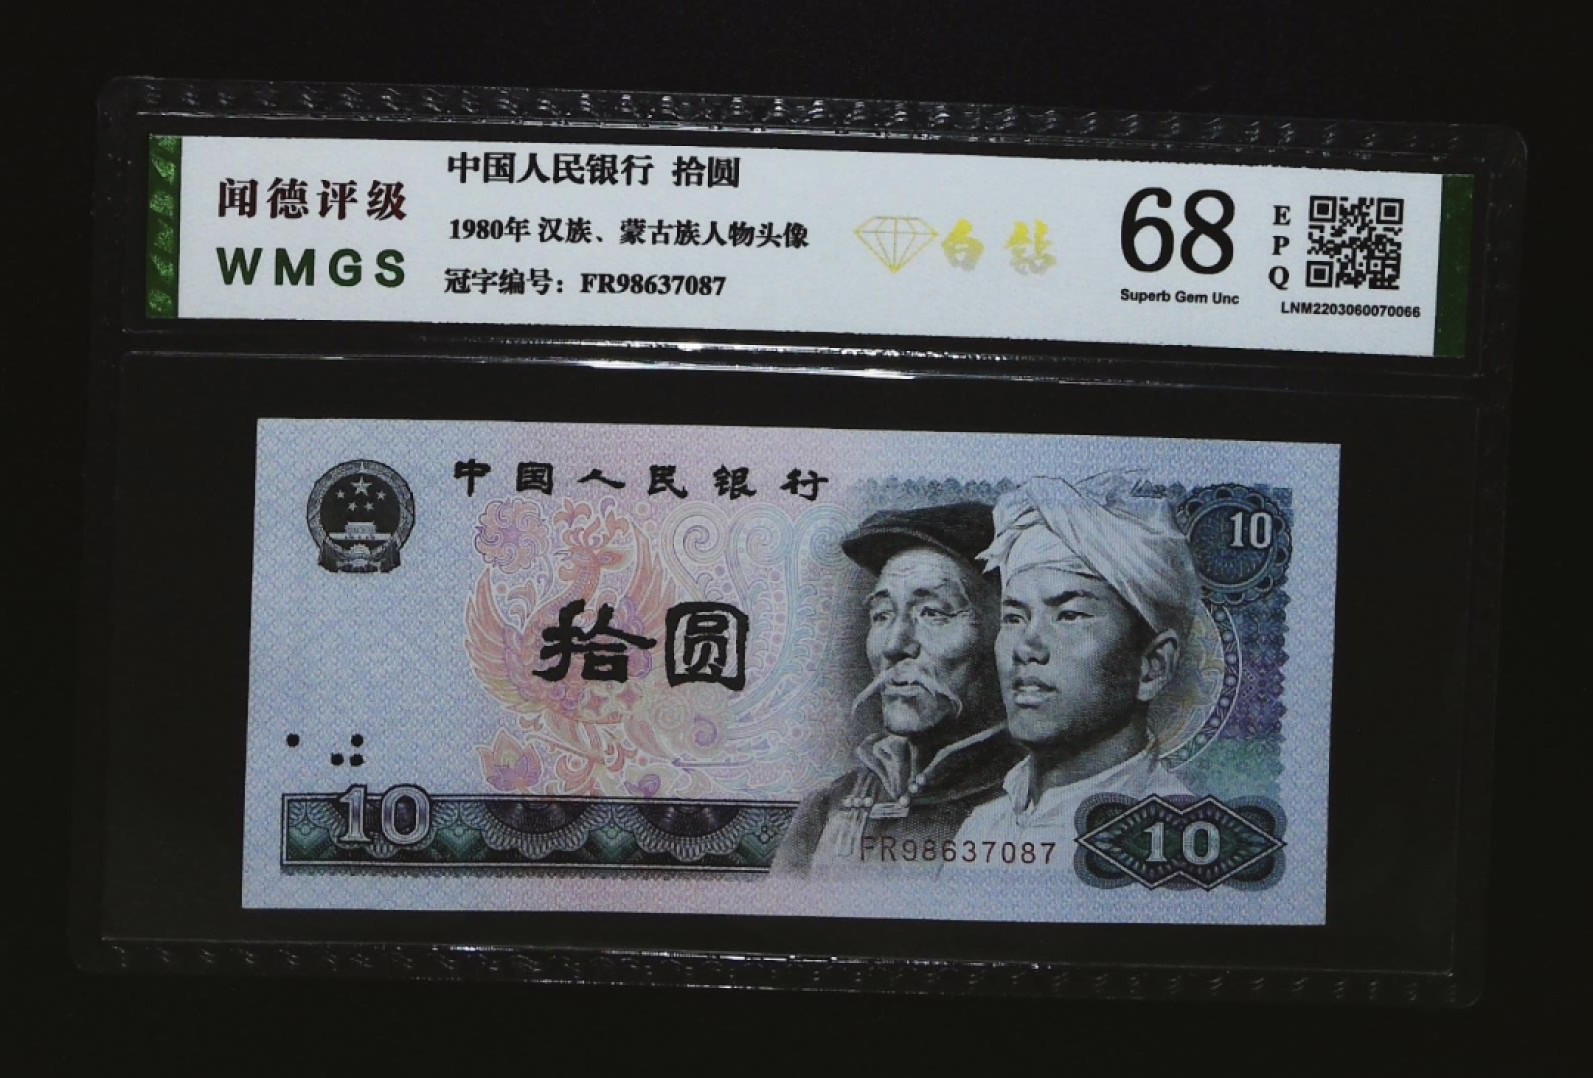 闻德评级
WMGS
中国人民银行 拾圆
1980年 汉族、蒙古族人物头像
冠字编号：FR98637087
白钻
68
Superb Gem Unc
EPQ
LNM2203060070066
中国人民银行
10
拾圆
10
FR98637087
10